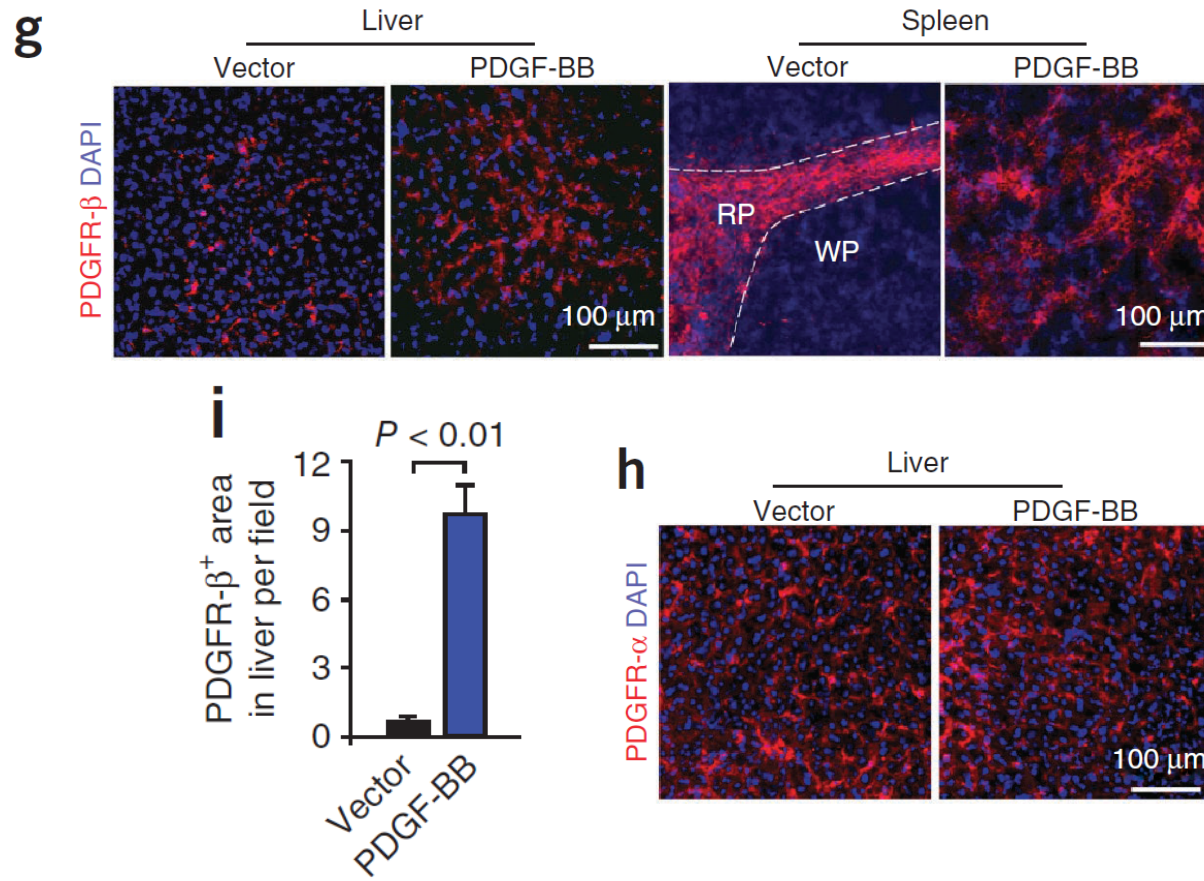 g
Liver
Spleen
Vector
PDGF-BB
Vector
PDGF-BB
PDGFR-β DAPI
100 μm
RP
WP
100 μm
i
P < 0.01
PDGFR-β+ area
in liver per field
12
9
6
3
0
Vector
PDGF-BB
h
Liver
Vector
PDGF-BB
PDGFR-α DAPI
100 μm